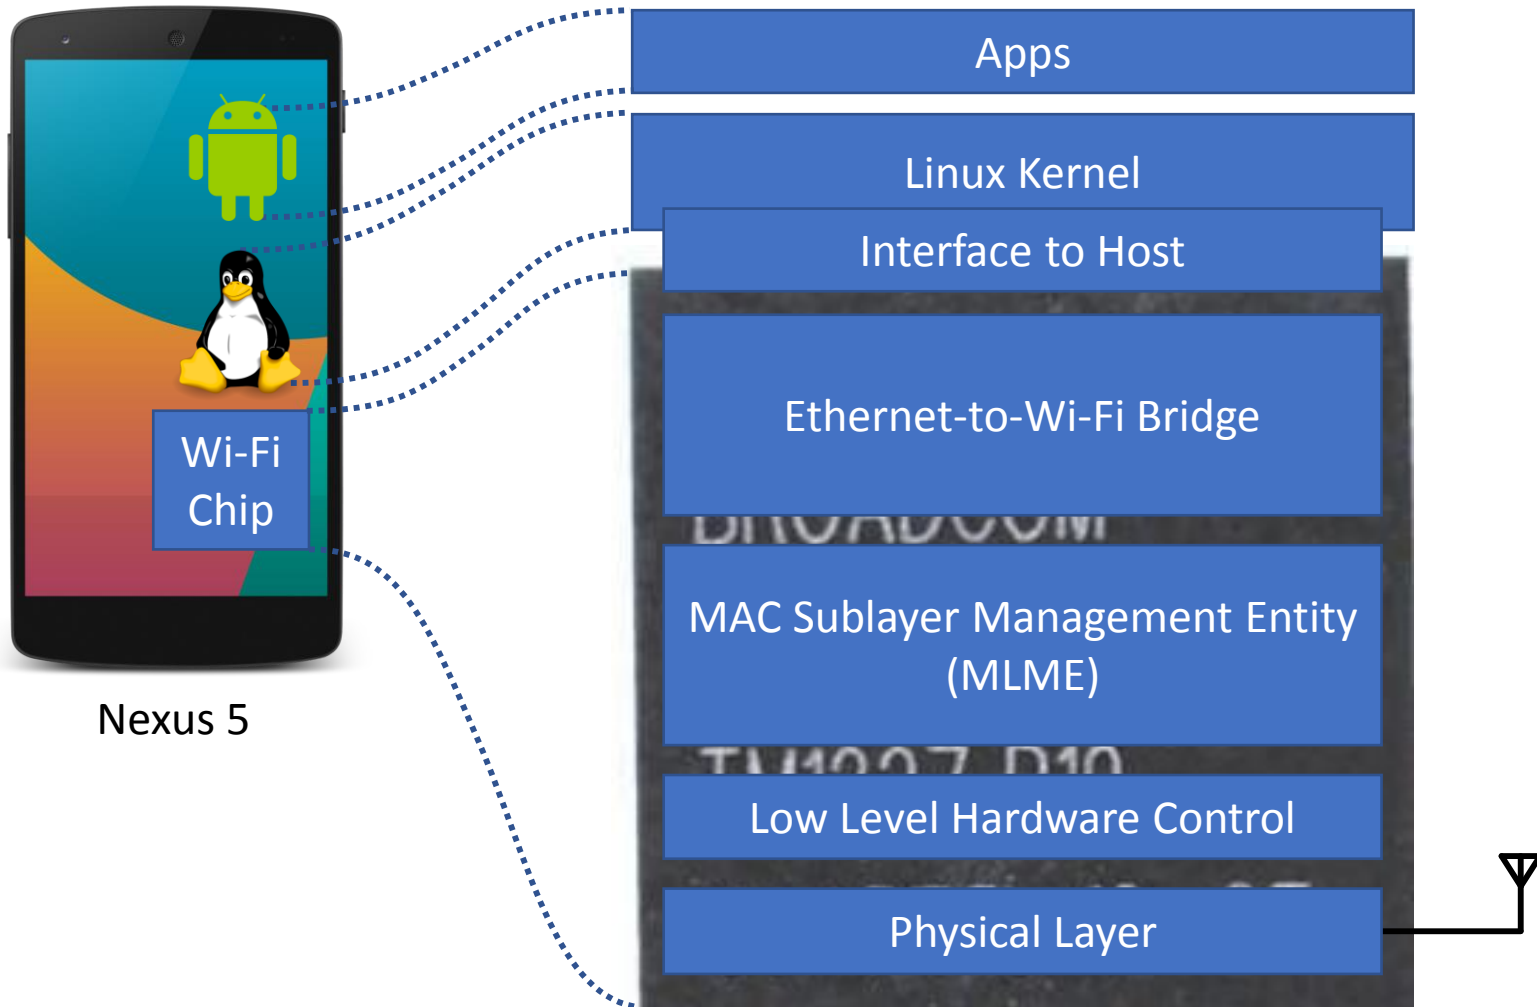 Wi-Fi
Chip
Nexus 5
Apps
Linux Kernel
Interface to Host
Ethernet-to-Wi-Fi Bridge
BROADCOM
MAC Sublayer Management Entity
(MLME)
Low Level Hardware Control
Physical Layer